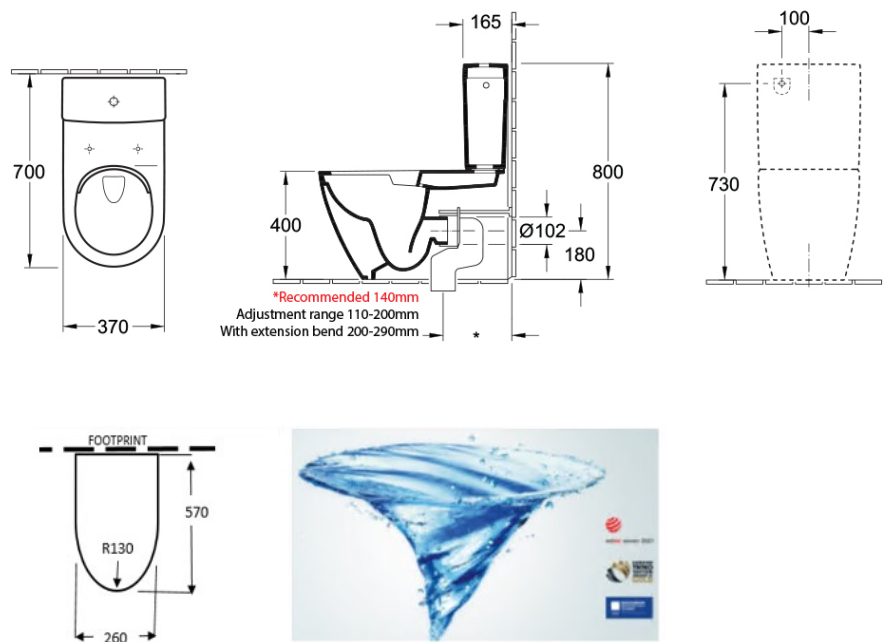 165
100
700
400
800
Ø102
180
730
*Recommended 140mm
Adjustment range 110-200mm
With extension bend 200-290mm
*
370
FOOTPRINT
570
R130
260